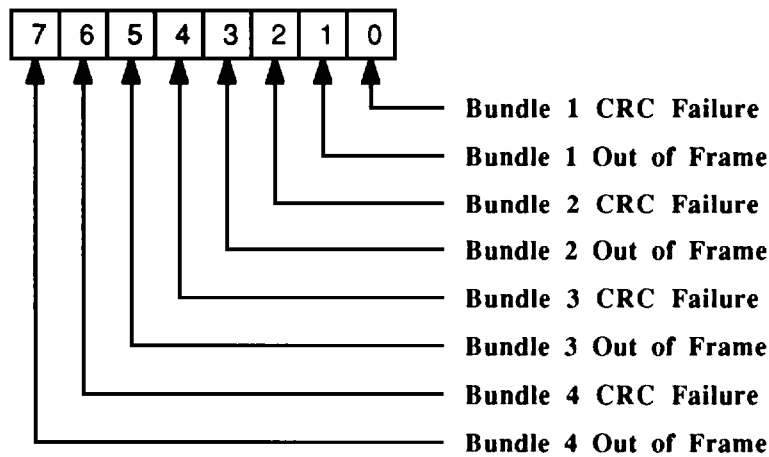 7 6 5 4 3 2 1 0
Bundle 1 CRC Failure
Bundle 1 Out of Frame
Bundle 2 CRC Failure
Bundle 2 Out of Frame
Bundle 3 CRC Failure
Bundle 3 Out of Frame
Bundle 4 CRC Failure
Bundle 4 Out of Frame